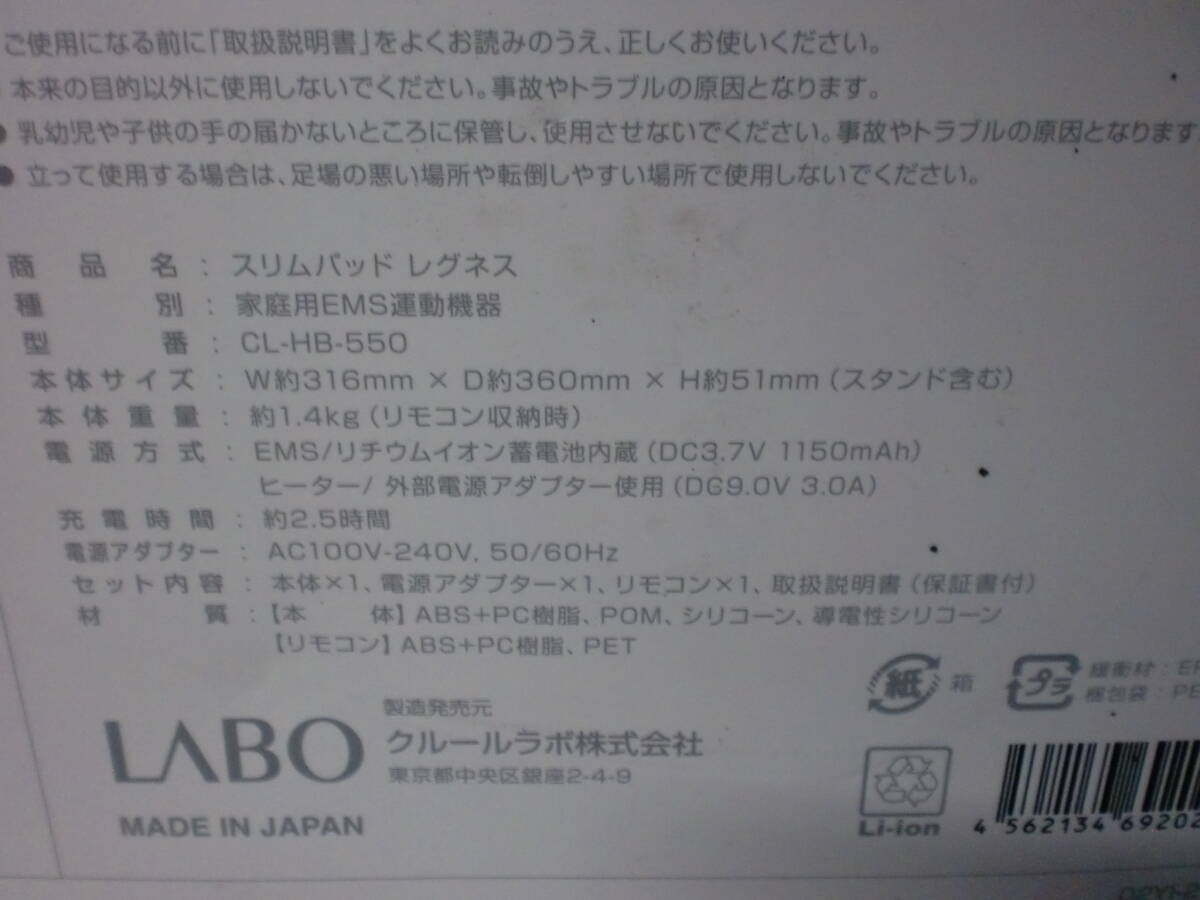 ご使用になる前に「取扱説明書」をよくお読みのうえ、正しくお使いください。
本来の目的以外に使用しないでください。事故やトラブルの原因となります。
● 乳幼児や子供の手の届かないところに保管し、使用させないでください。事故やトラブルの原因となります
● 立って使用する場合は、足場の悪い場所や転倒しやすい場所で使用しないでください。
商品名 : スリムパッド レグネス
種別 : 家庭用EMS運動機器
型番 : CL-HB-550
本体サイズ : W約316mm × D約360mm × H約51mm（スタンド含む）
本体重量 : 約1.4kg（リモコン収納時）
電源方式 : EMS/リチウムイオン蓄電池内蔵（DC3.7V 1150mAh）
ヒーター/ 外部電源アダプター使用（DC9.0V 3.0A）
充電時間 : 約2.5時間
電源アダプター : AC100V-240V, 50/60Hz
セット内容 : 本体×1、電源アダプター×1、リモコン×1、取扱説明書（保証書付）
材質 : 【本体】ABS+PC樹脂、POM、シリコーン、導電性シリコーン
【リモコン】ABS+PC樹脂、PET
紙 箱
プラ 緩衝材 : EP
梱包袋 : PE
LABO
製造発売元
クルールラボ株式会社
東京都中央区銀座2-4-9
MADE IN JAPAN
Li-ion
4 562134 69202